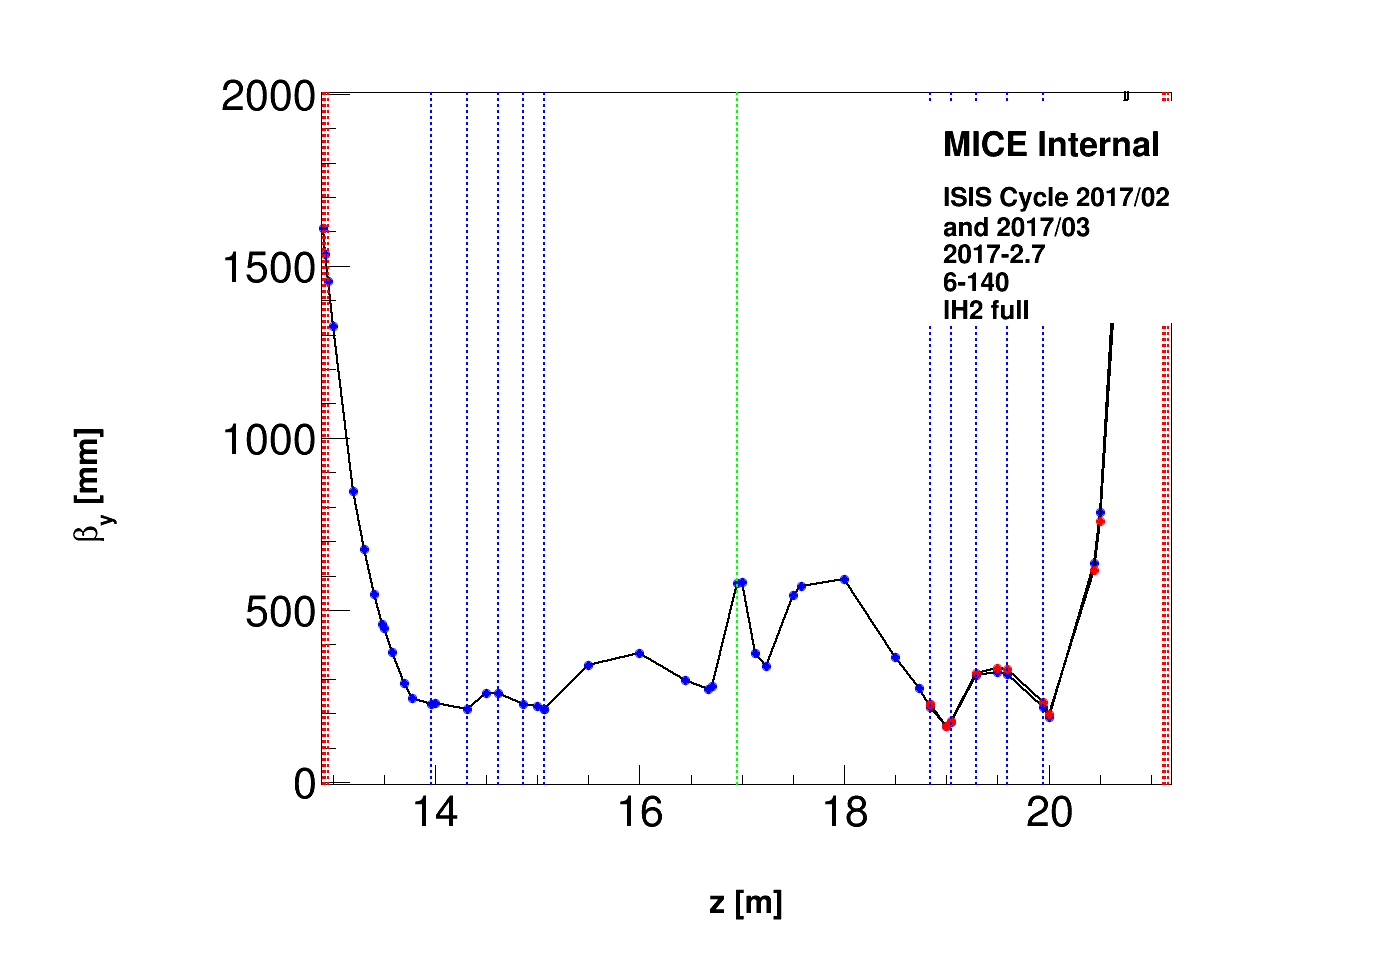 2000
1500
1000
500
0
14 16 18 20
β_y [mm]
z [m]
MICE Internal
ISIS Cycle 2017/02
and 2017/03
2017-2.7
6-140
lH2 full